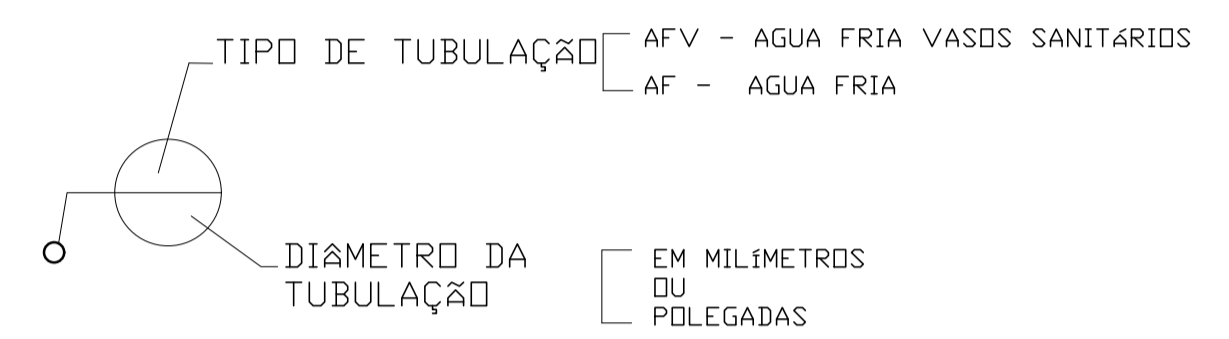 TIPO DE TUBULAÇÃO
AFV - AGUA FRIA VASOS SANITÁRIOS
AF - AGUA FRIA
DIÂMETRO DA
TUBULAÇÃO
EM MILÍMETROS
OU
POLEGADAS